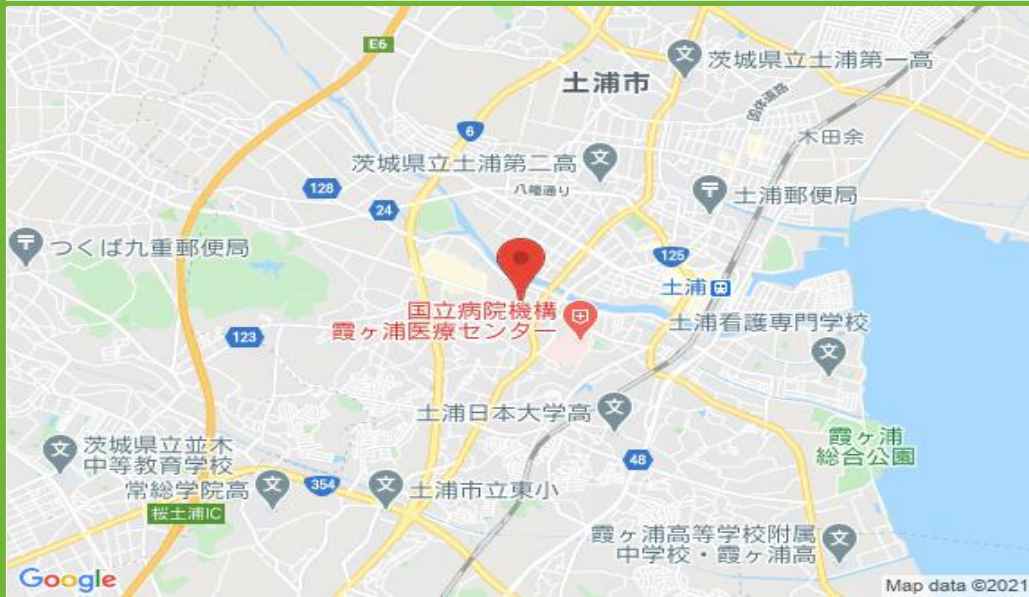 E6
茨城県立土浦第一高
土浦市
国体道路
6
木田余
茨城県立土浦第二高
128
八幡通り
土浦郵便局
24
つくば九重郵便局
125
土浦
国立病院機構
霞ヶ浦医療センター
土浦看護専門学校
123
土浦日本大学高
霞ヶ浦
総合公園
茨城県立並木
中等教育学校
48
常総学院高
354
土浦市立東小
桜土浦IC
霞ヶ浦高等学校附属
中学校・霞ヶ浦高
Google
Map data ©2021